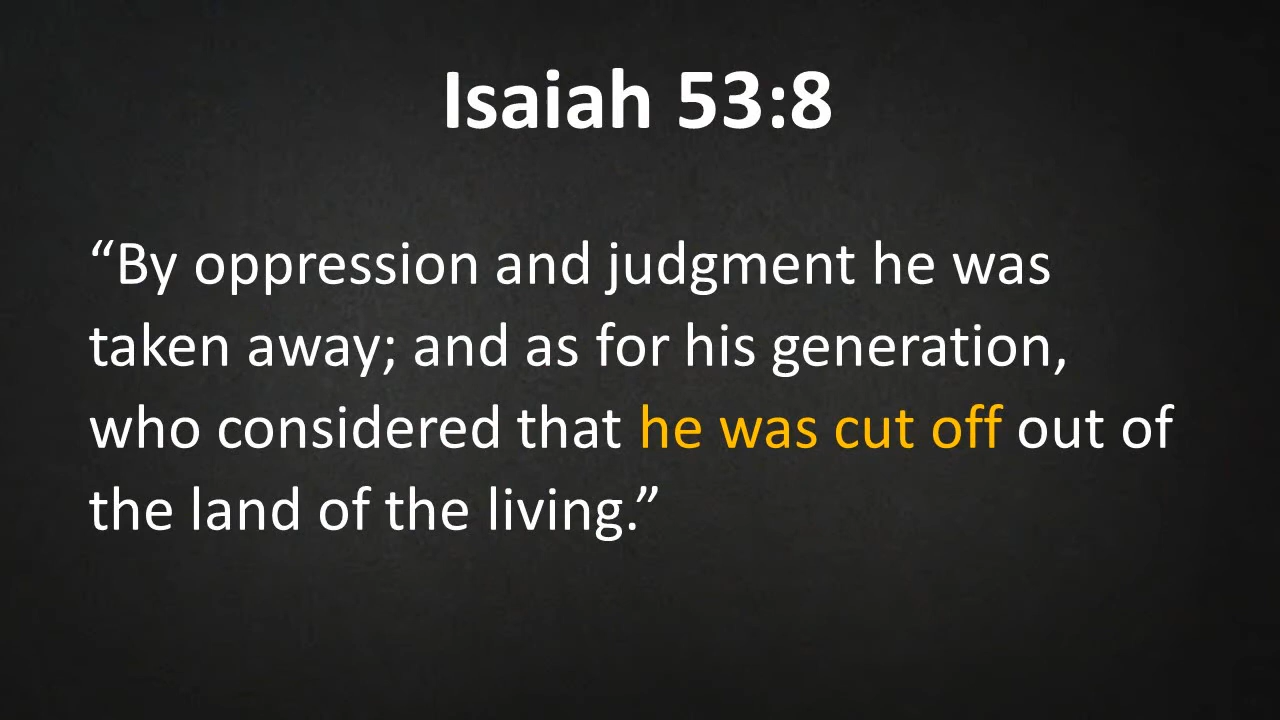 Isaiah 53:8
“By oppression and judgment he was
taken away; and as for his generation,
who considered that he was cut off out of
the land of the living.”